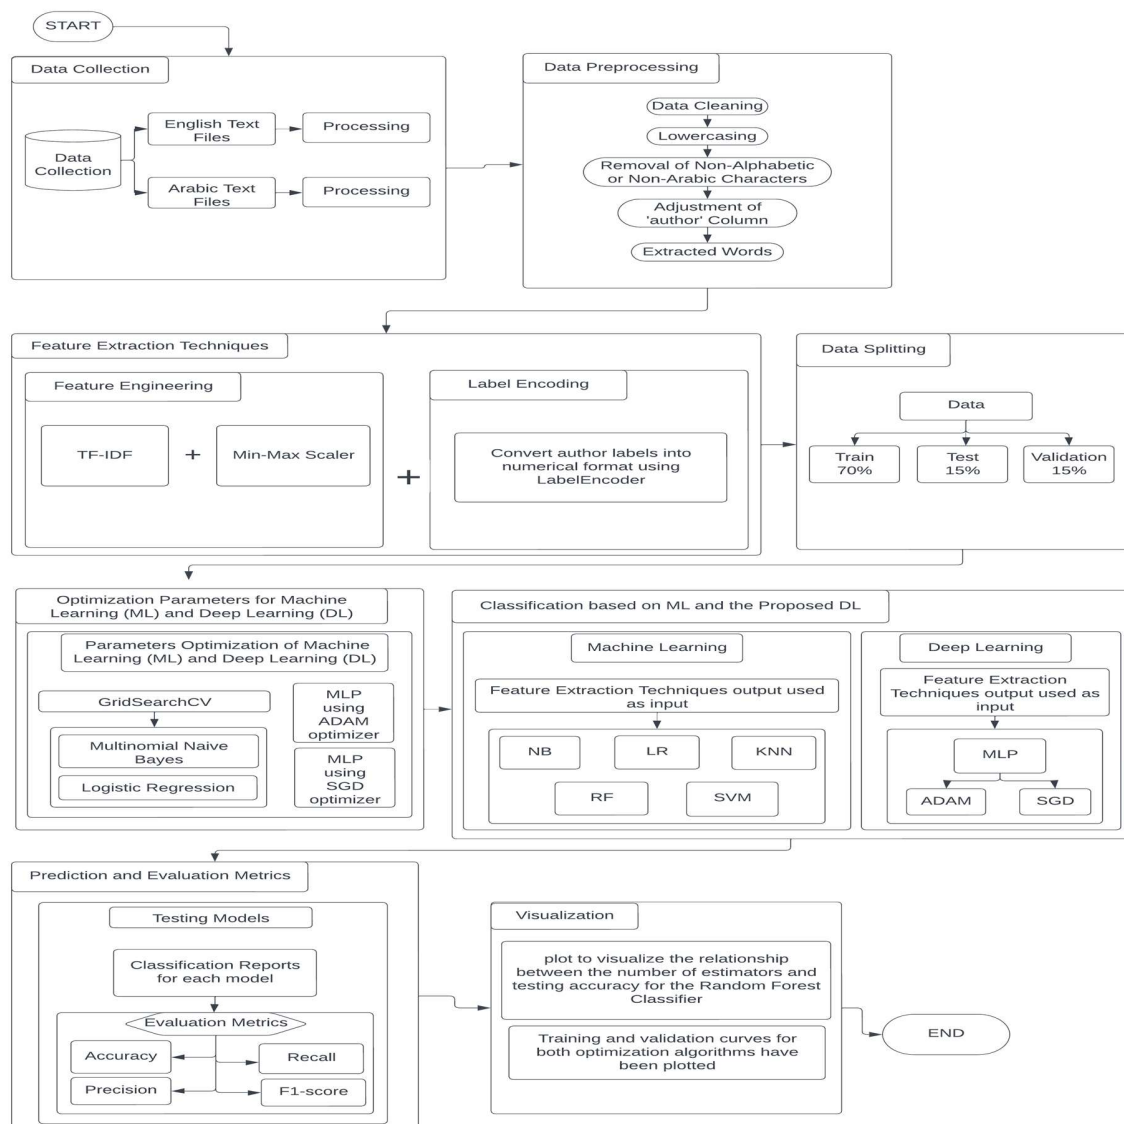 START
Data Collection
Data
Collection
English Text
Files
Processing
Arabic Text
Files
Processing
Data Preprocessing
Data Cleaning
Lowercasing
Removal of Non-Alphabetic
or Non-Arabic Characters
Adjustment of
'author' Column
Extracted Words
Feature Extraction Techniques
Feature Engineering
TF-IDF
+
Min-Max Scaler
+
Label Encoding
Convert author labels into
numerical format using
LabelEncoder
Data Splitting
Data
Train
70%
Test
15%
Validation
15%
Optimization Parameters for Machine
Learning (ML) and Deep Learning (DL)
Parameters Optimization of Machine
Learning (ML) and Deep Learning (DL)
GridSearchCV
Multinomial Naive
Bayes
Logistic Regression
MLP
using
ADAM
optimizer
MLP
using
SGD
optimizer
Classification based on ML and the Proposed DL
Machine Learning
Feature Extraction Techniques output used
as input
NB
LR
KNN
RF
SVM
Deep Learning
Feature Extraction
Techniques output used as
input
MLP
ADAM
SGD
Prediction and Evaluation Metrics
Testing Models
Classification Reports
for each model
Evaluation Metrics
Accuracy
Recall
Precision
F1-score
Visualization
plot to visualize the relationship
between the number of estimators and
testing accuracy for the Random Forest
Classifier
Training and validation curves for
both optimization algorithms have
been plotted
END